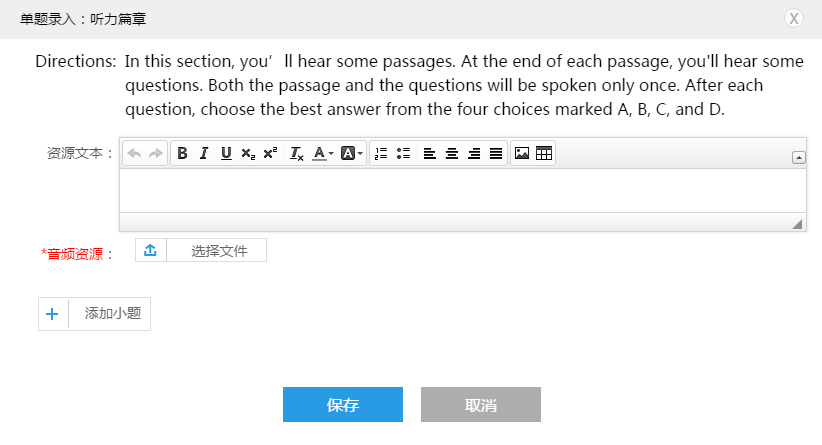 单题录入：听力篇章
X
Directions: In this section, you'll hear some passages. At the end of each passage, you'll hear some
questions. Both the passage and the questions will be spoken only once. After each
question, choose the best answer from the four choices marked A, B, C, and D.
资源文本：
B I U x₂ x² Tx A A
*音频资源：
选择文件
添加小题
保存 取消